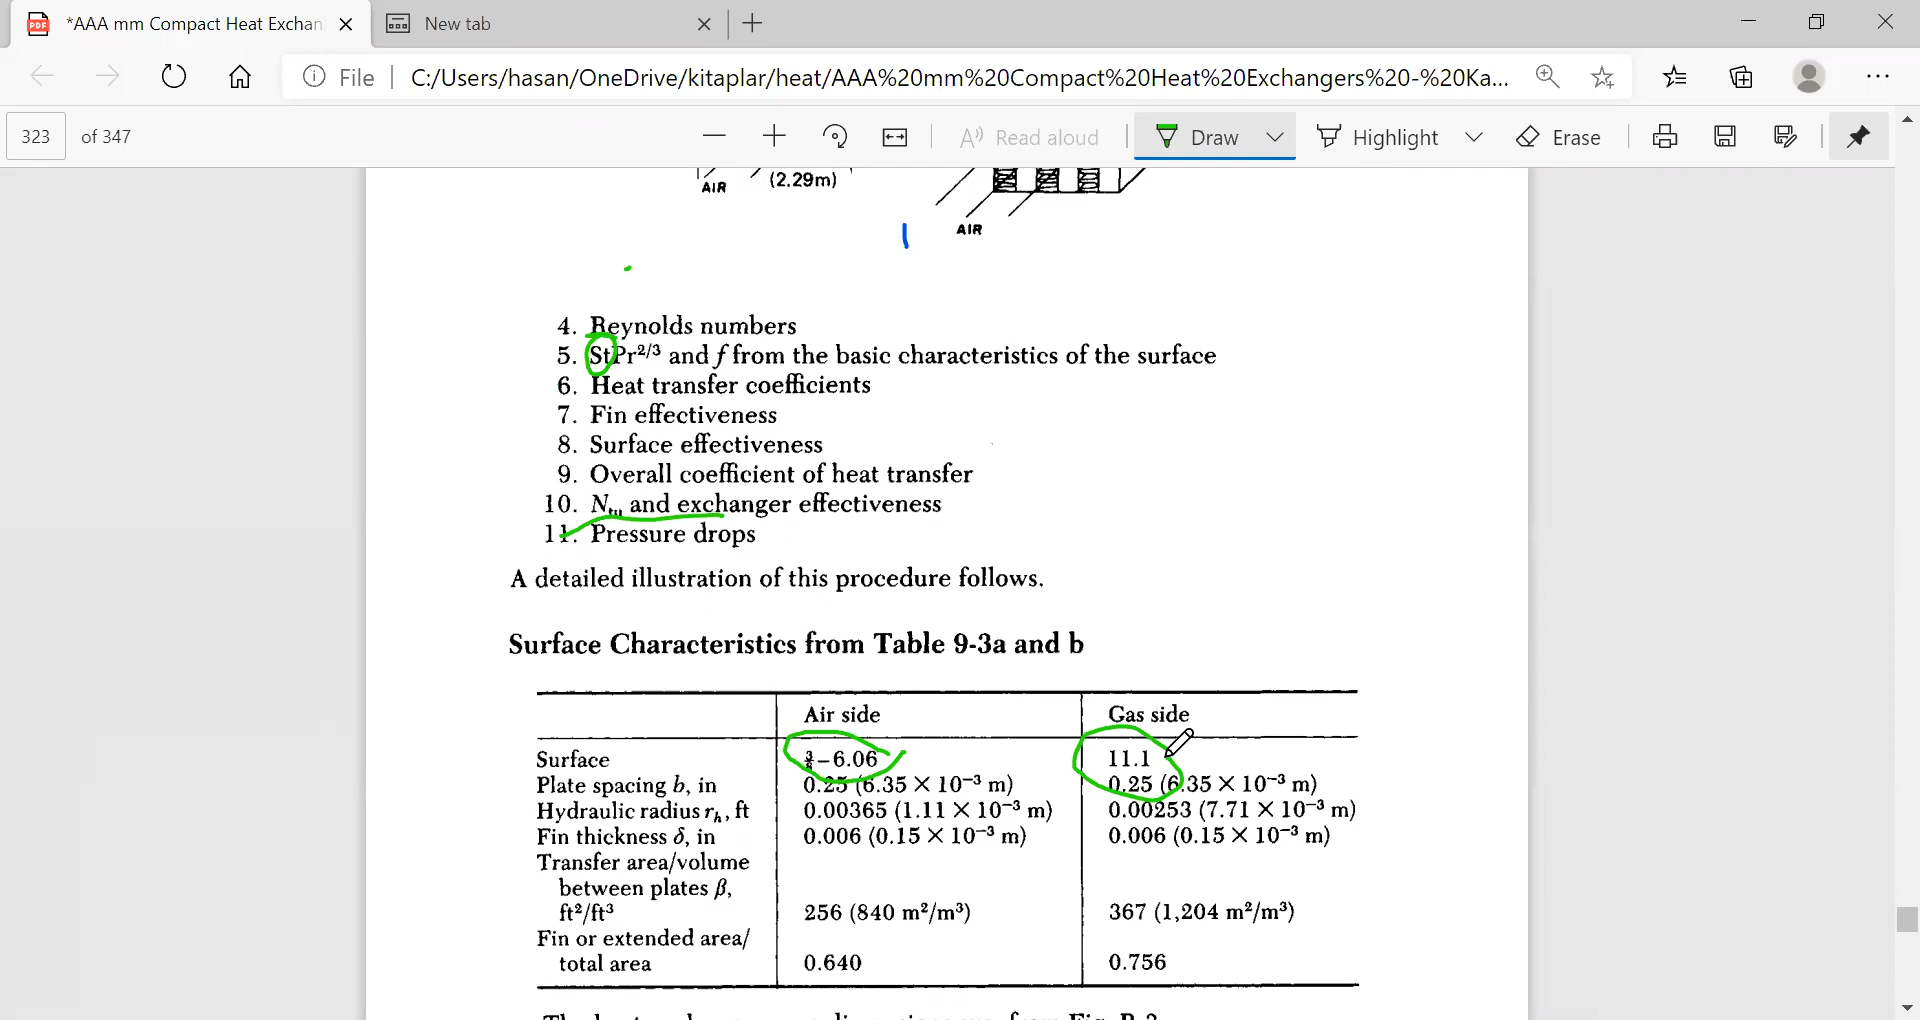 *AAA mm Compact Heat Exchan
New tab
File
C:/Users/hasan/OneDrive/kitaplar/heat/AAA%20mm%20Compact%20Heat%20Exchangers%20-%20Ka...
323 of 347
Read aloud
Draw
Highlight
Erase
AIR
(2.29m)
AIR
4. Reynolds numbers
5. StPr²/³ and f from the basic characteristics of the surface
6. Heat transfer coefficients
7. Fin effectiveness
8. Surface effectiveness
9. Overall coefficient of heat transfer
10. Ntu and exchanger effectiveness
11. Pressure drops
A detailed illustration of this procedure follows.
Surface Characteristics from Table 9-3a and b
Air side Gas side
Surface 3/8–6.06 11.1
Plate spacing b, in 0.25 (6.35 × 10⁻³ m) 0.25 (6.35 × 10⁻³ m)
Hydraulic radius rh, ft 0.00365 (1.11 × 10⁻³ m) 0.00253 (7.71 × 10⁻³ m)
Fin thickness δ, in 0.006 (0.15 × 10⁻³ m) 0.006 (0.15 × 10⁻³ m)
Transfer area/volume
between plates β,
ft²/ft³ 256 (840 m²/m³) 367 (1,204 m²/m³)
Fin or extended area/
total area 0.640 0.756